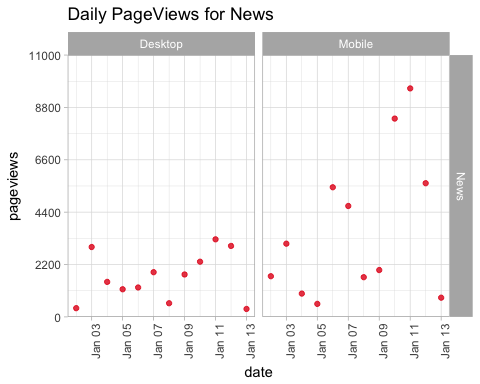 Daily PageViews for News
Desktop
Mobile
11000
8800
6600
4400
2200
0
pageviews
News
Jan 03
Jan 05
Jan 07
Jan 09
Jan 11
Jan 13
Jan 03
Jan 05
Jan 07
Jan 09
Jan 11
Jan 13
date